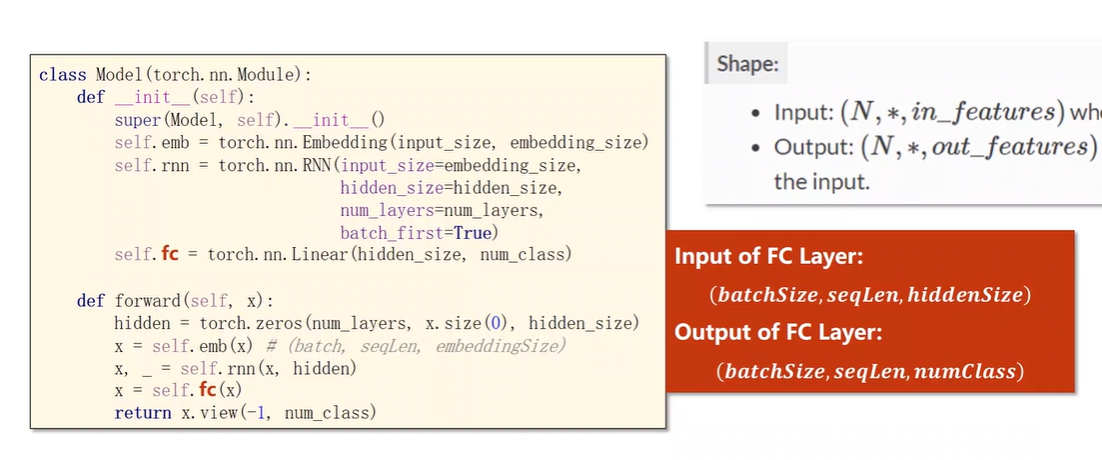 class Model(torch.nn.Module):
    def __init__(self):
        super(Model, self).__init__()
        self.emb = torch.nn.Embedding(input_size, embedding_size)
        self.rnn = torch.nn.RNN(input_size=embedding_size,
                                hidden_size=hidden_size,
                                num_layers=num_layers,
                                batch_first=True)
        self.fc = torch.nn.Linear(hidden_size, num_class)

    def forward(self, x):
        hidden = torch.zeros(num_layers, x.size(0), hidden_size)
        x = self.emb(x) # (batch, seqLen, embeddingSize)
        x, _ = self.rnn(x, hidden)
        x = self.fc(x)
        return x.view(-1, num_class)
Shape:
• Input: (N, *, in_features) wh
• Output: (N, *, out_features)
the input.
Input of FC Layer:
(batchSize, seqLen, hiddenSize)
Output of FC Layer:
(batchSize, seqLen, numClass)